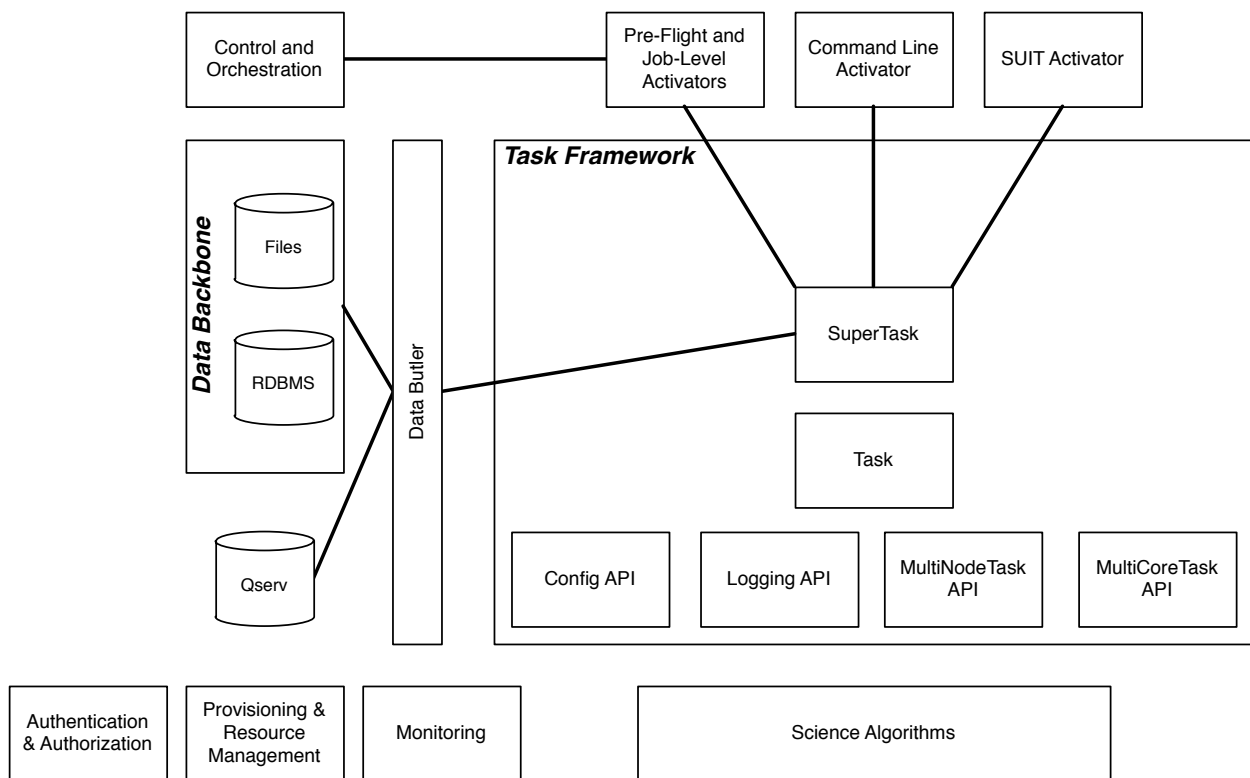 Control and
Orchestration
Pre-Flight and
Job-Level
Activators
Command Line
Activator
SUIT Activator
Data Backbone
Files
RDBMS
Qserv
Data Butler
Task Framework
SuperTask
Task
Config API
Logging API
MultiNodeTask
API
MultiCoreTask
API
Authentication
& Authorization
Provisioning &
Resource
Management
Monitoring
Science Algorithms